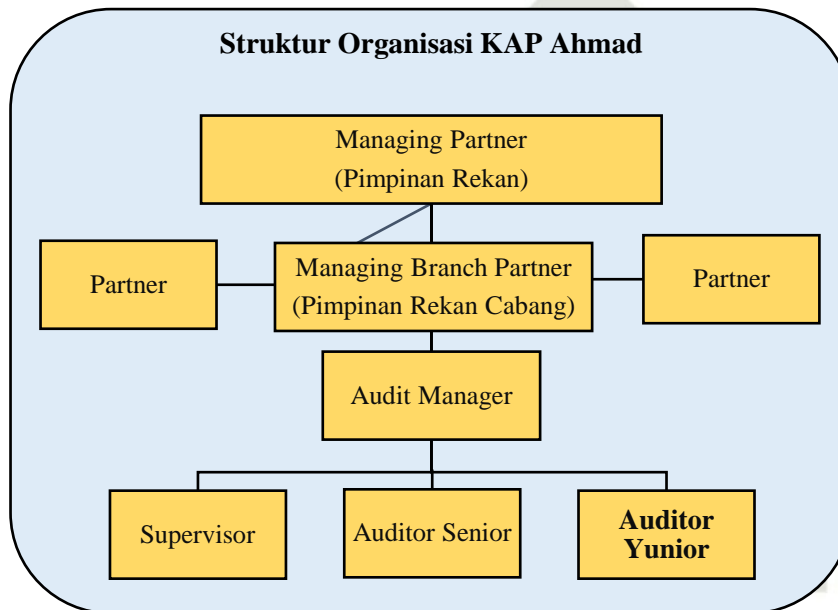 Struktur Organisasi KAP Ahmad
Managing Partner
(Pimpinan Rekan)
Partner
Managing Branch Partner
(Pimpinan Rekan Cabang)
Partner
Audit Manager
Supervisor
Auditor Senior
Auditor
Yunior